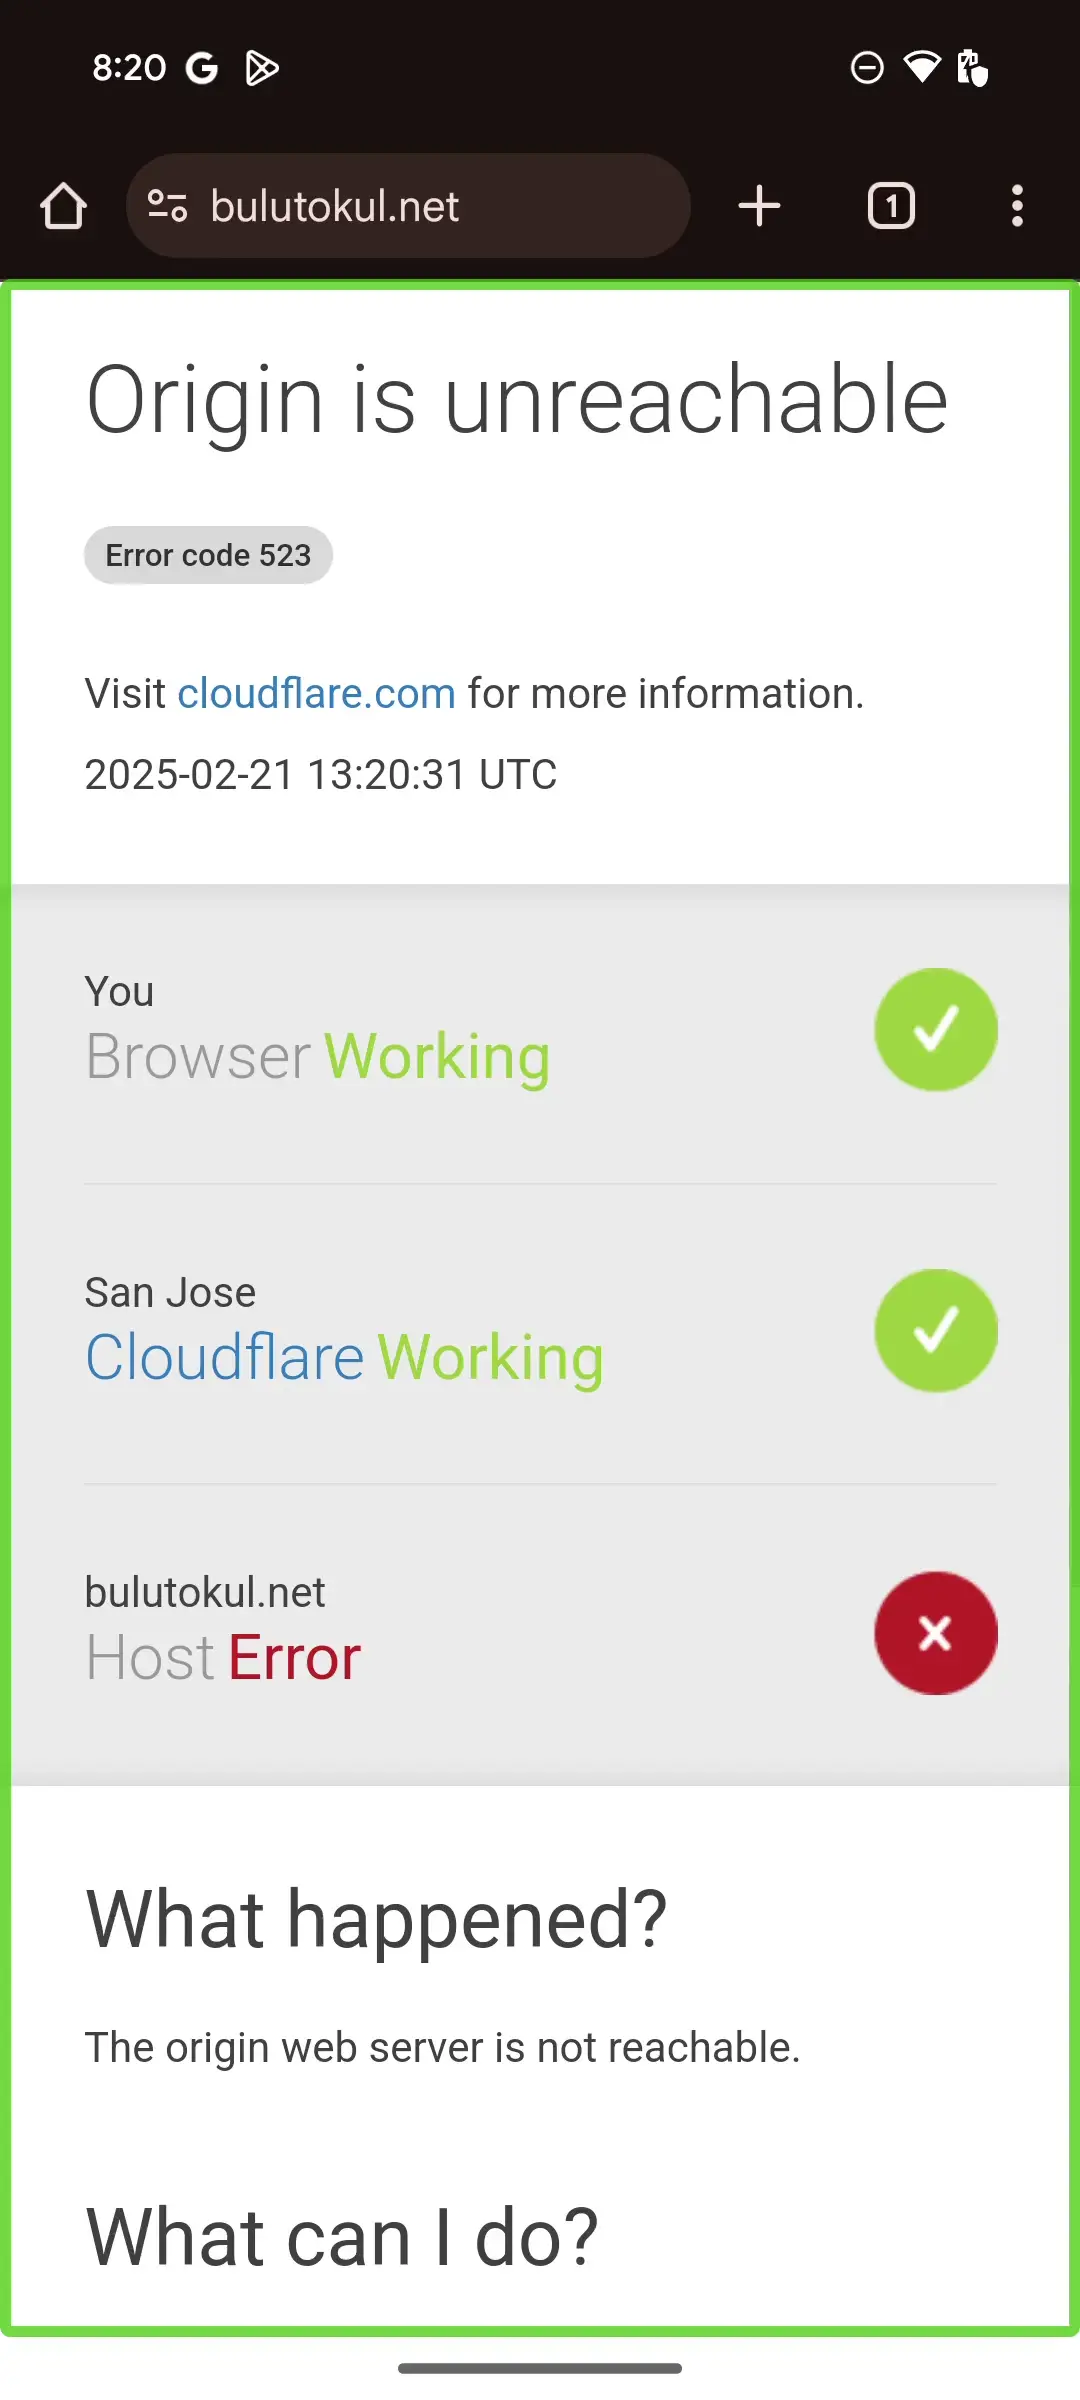 8:20
bulutokul.net
1
Origin is unreachable
Error code 523
Visit cloudflare.com for more information.
2025-02-21 13:20:31 UTC
You
Browser Working
San Jose
Cloudflare Working
bulutokul.net
Host Error
What happened?
The origin web server is not reachable.
What can I do?